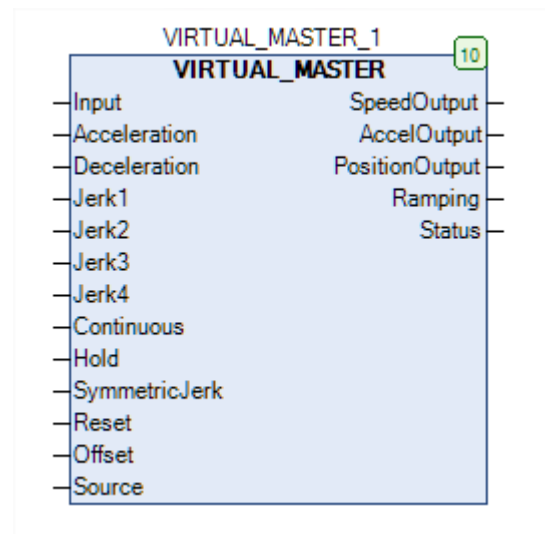 VIRTUAL_MASTER_1
10
VIRTUAL_MASTER
Input SpeedOutput
Acceleration AccelOutput
Deceleration PositionOutput
Jerk1 Ramping
Jerk2 Status
Jerk3
Jerk4
Continuous
Hold
SymmetricJerk
Reset
Offset
Source